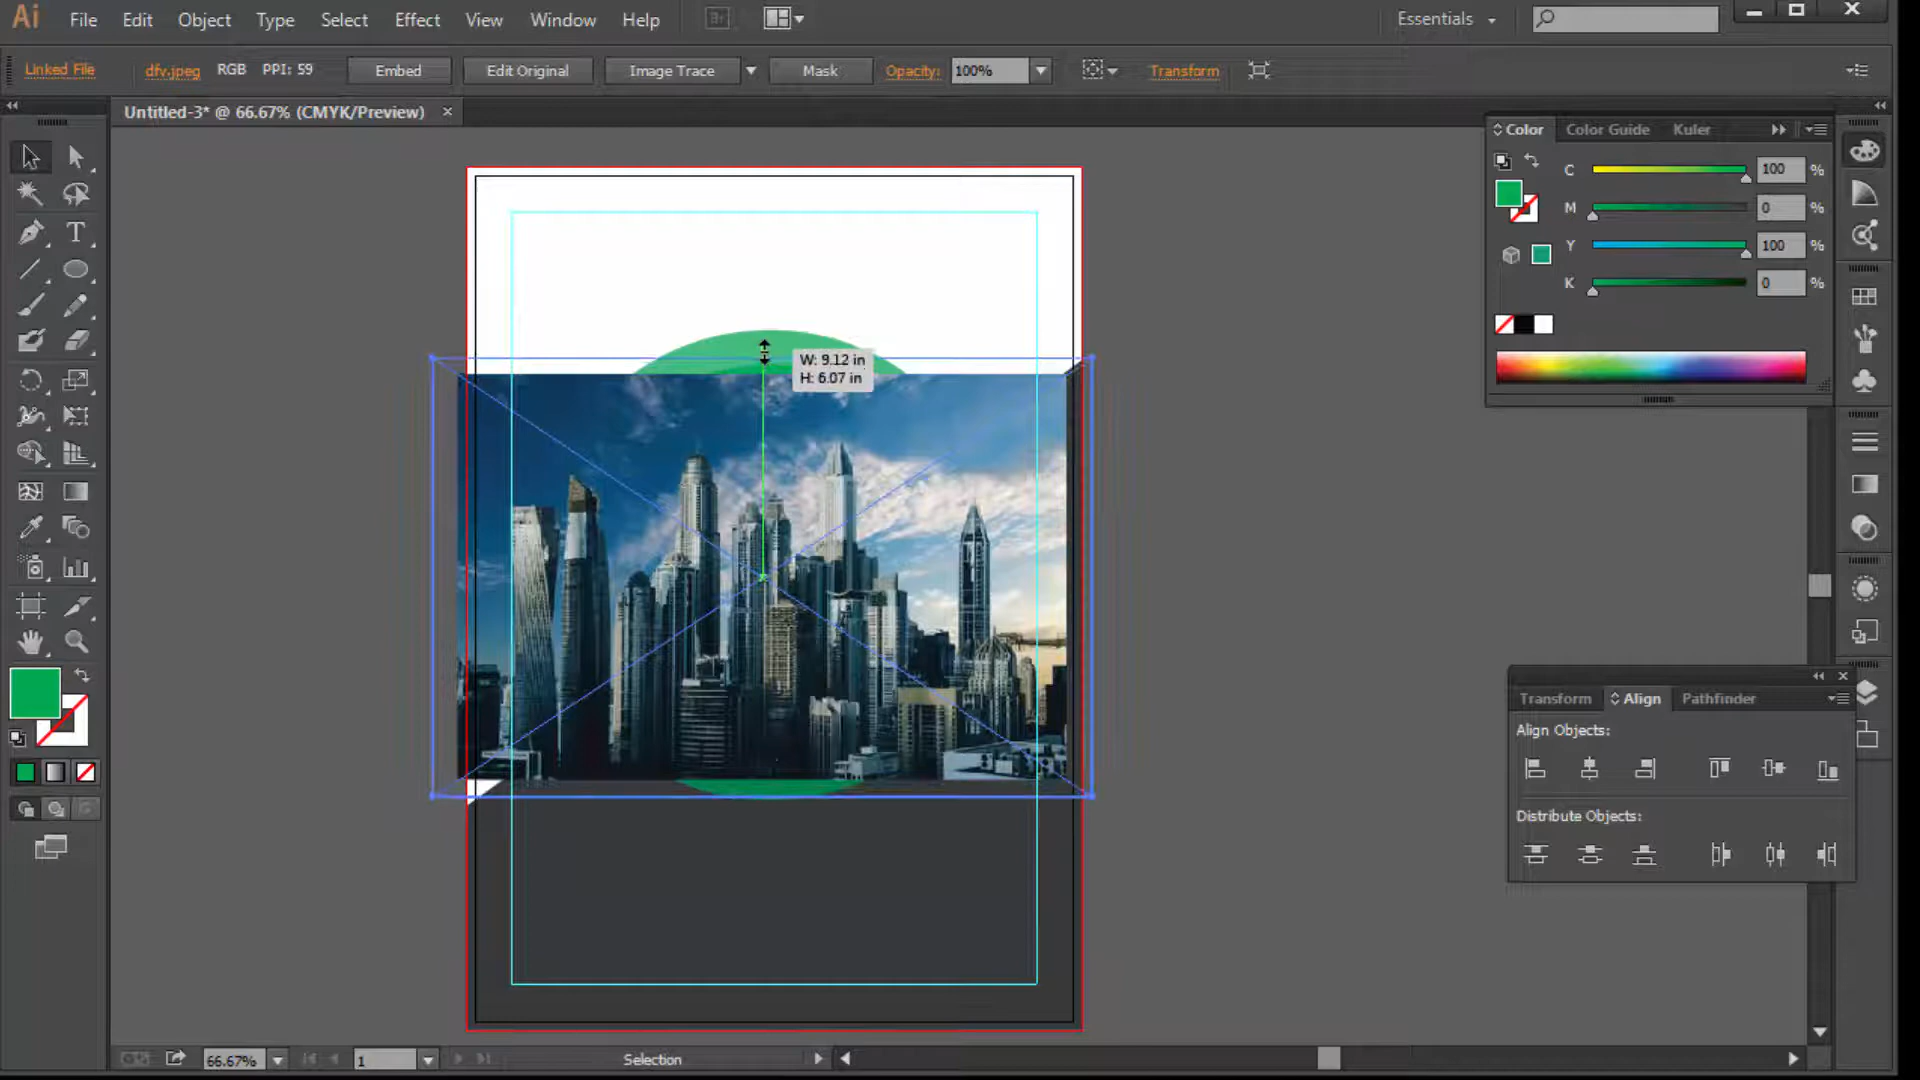 Ai File Edit Object Type Select Effect View Window Help Br Essentials
Linked File dfv.jpeg RGB PPI: 59 Embed Edit Original Image Trace Mask Opacity: 100% Transform
Untitled-3* @ 66.67% (CMYK/Preview)
Color Color Guide Kuler
C 100 %
M 0 %
Y 100 %
K 0 %
W: 9.12 in
H: 6.07 in
Transform Align Pathfinder
Align Objects:
Distribute Objects:
66.67% 1 Selection